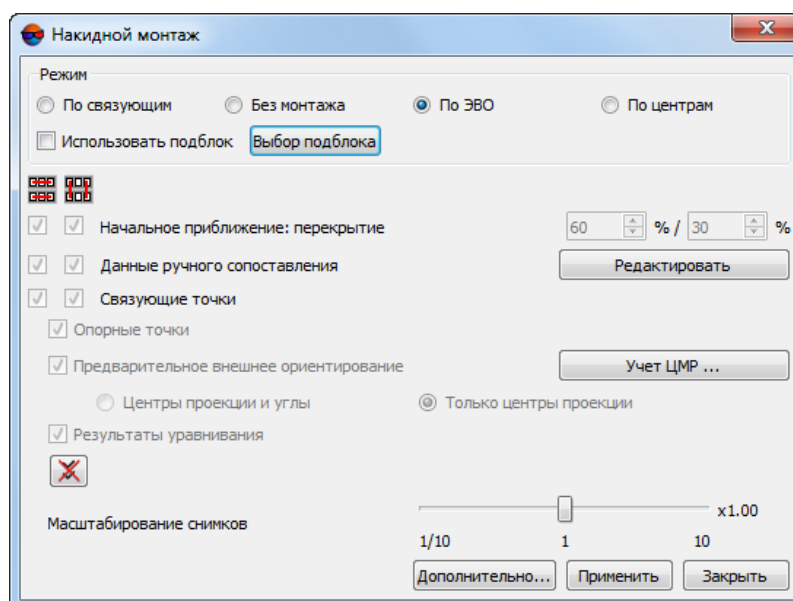 Накидной монтаж
Режим
По связующим Без монтажа По ЭВО По центрам
Использовать подблок Выбор подблока
Начальное приближение: перекрытие 60 % / 30 %
Данные ручного сопоставления Редактировать
Связующие точки
Опорные точки
Предварительное внешнее ориентирование Учет ЦМР ...
Центры проекции и углы Только центры проекции
Результаты уравнивания
Масштабирование снимков x1.00
1/10 1 10
Дополнительно... Применить Закрыть